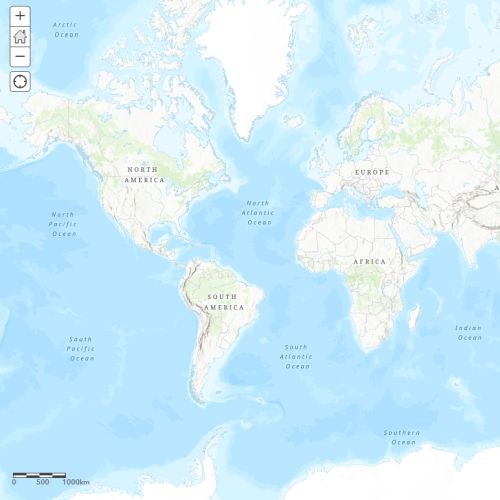 +
−
Arctic
Ocean
NORTH
AMERICA
EUROPE
A
North
Atlantic
Ocean
North
Pacific
Ocean
AFRICA
SOUTH
AMERICA
South
Pacific
Ocean
South
Atlantic
Ocean
Indian
Ocean
Southern
Ocean
0 500 1000km